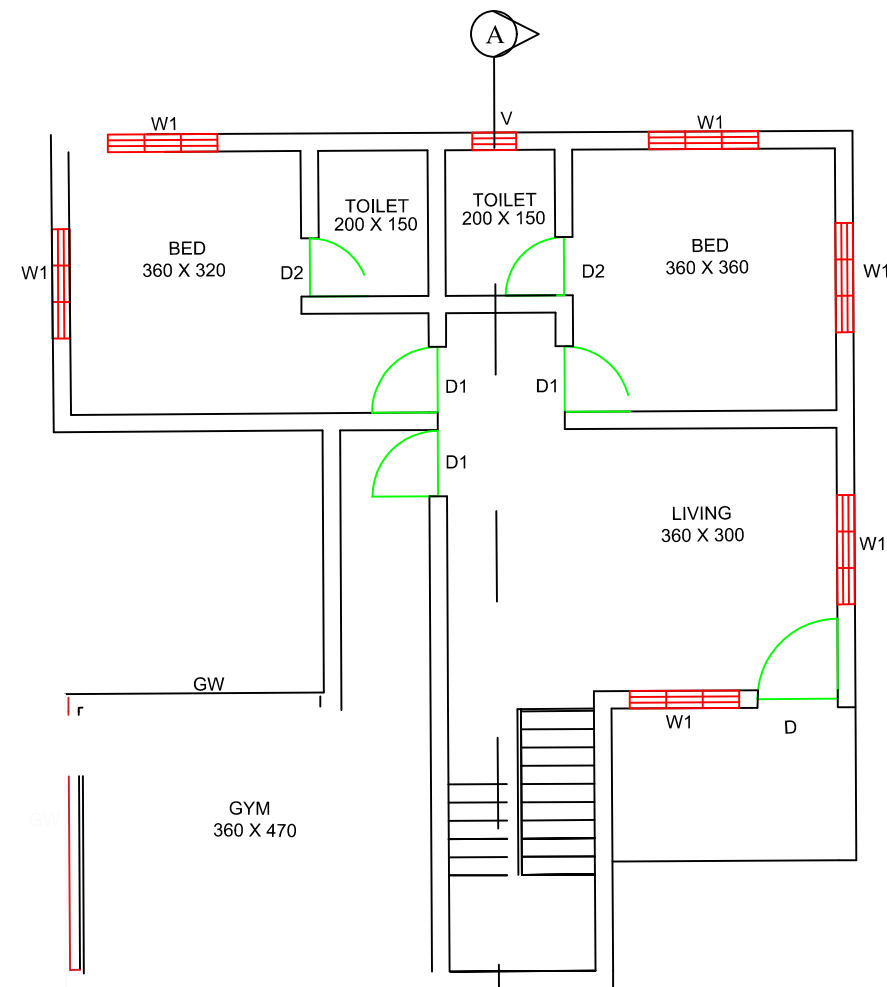 A
W1
V
W1
TOILET
200 X 150
TOILET
200 X 150
BED
360 X 320
BED
360 X 360
W1
D2
D2
W1
D1
D1
D1
LIVING
360 X 300
W1
GW
W1
D
GYM
360 X 470
GW